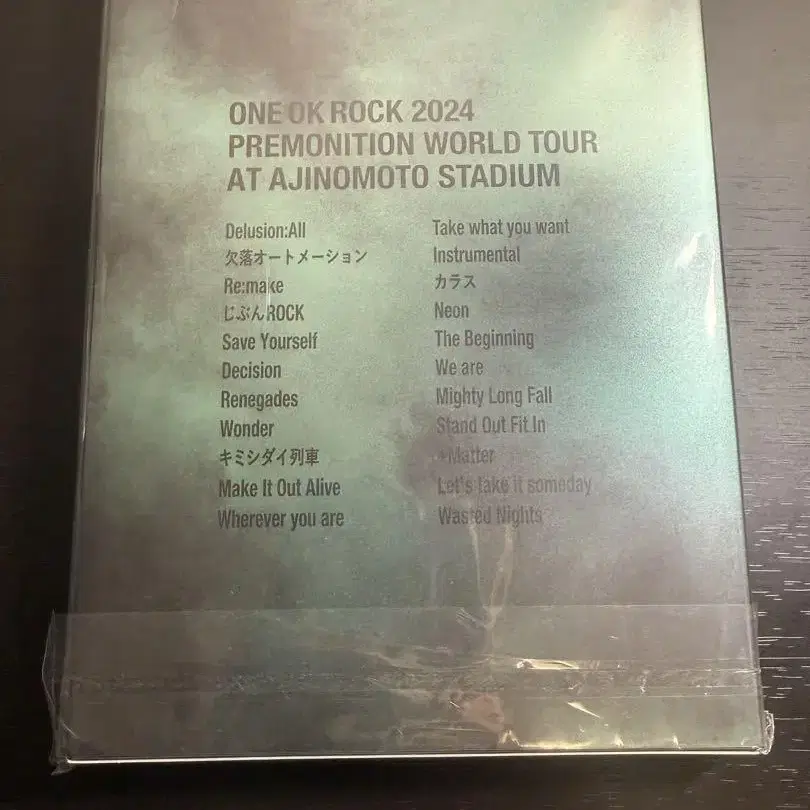 ONE OK ROCK 2024
PREMONITION WORLD TOUR
AT AJINOMOTO STADIUM
Delusion:All
欠落オートメーション
Re:make
じぶんROCK
Save Yourself
Decision
Renegades
Wonder
キミシダイ列車
Make It Out Alive
Wherever you are
Take what you want
Instrumental
カラス
Neon
The Beginning
We are
Mighty Long Fall
Stand Out Fit In
+Matter
Let's take it someday
Wasted Nights